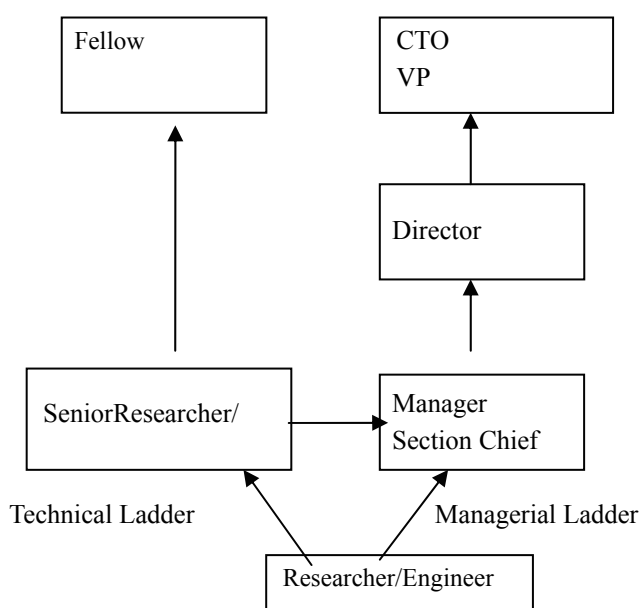 Fellow
CTO
VP
Director
SeniorResearcher/
Manager
Section Chief
Technical Ladder
Managerial Ladder
Researcher/Engineer